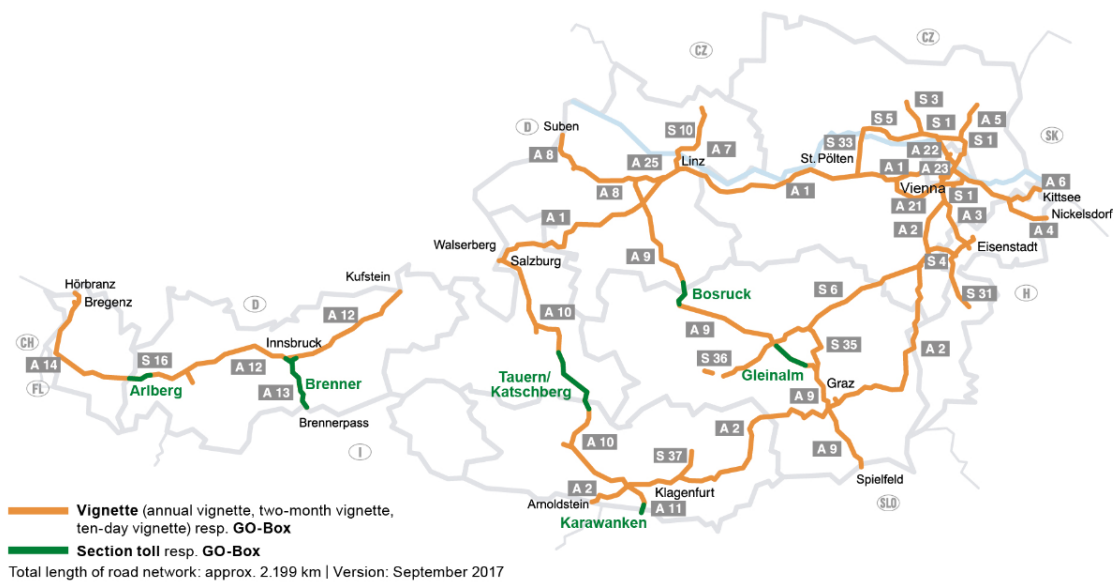 CZ
CZ
S 3
S 10
S 5
S 1
A 5
D
Suben
S 33
SK
A 7
A 22
S 1
A 8
A 25
Linz
St.Pölten
A 1
A 23
A 6
A 8
A 1
Vienna
S 1
Kittsee
A 21
A 3
Nickelsdorf
A 1
A 2
A 4
Walserberg
Eisenstadt
Salzburg
A 9
S 4
Hörbranz
Kufstein
Bosruck
S 6
S 31
H
Bregenz
D
A 12
A 10
A 9
CH
Innsbruck
S 35
A 2
A 14
S 16
A 12
S 36
FL
Arlberg
A 13
Brenner
Tauern/
Katschberg
Gleinalm
Graz
A 9
Brennerpass
A 2
I
A 10
A 9
S 37
Spielfeld
A 2
Klagenfurt
Arnoldstein
A 11
SLO
Karawanken
Vignette (annual vignette, two-month vignette,
ten-day vignette) resp. GO-Box
Section toll resp. GO-Box
Total length of road network: approx. 2.199 km | Version: September 2017